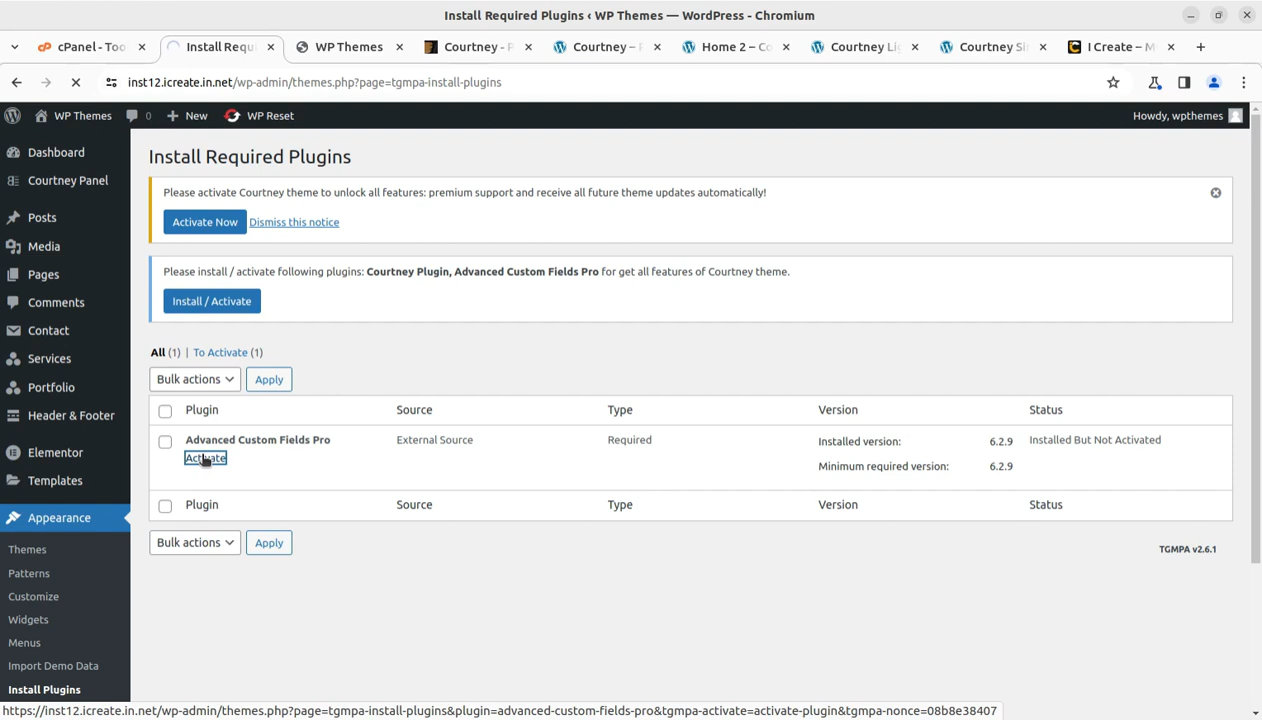 Install Required Plugins ‹ WP Themes — WordPress - Chromium
cPanel - Too
Install Requ
WP Themes
Courtney - P
Courtney – P
Home 2 – Co
Courtney Li
Courtney Si
I Create – M
inst12.icreate.in.net/wp-admin/themes.php?page=tgmpa-install-plugins
WP Themes
0
New
WP Reset
Howdy, wpthemes
Dashboard
Courtney Panel
Posts
Media
Pages
Comments
Contact
Services
Portfolio
Header & Footer
Elementor
Templates
Appearance
Themes
Patterns
Customize
Widgets
Menus
Import Demo Data
Install Plugins
Install Required Plugins
Please activate Courtney theme to unlock all features: premium support and receive all future theme updates automatically!
Activate Now Dismiss this notice
Please install / activate following plugins: Courtney Plugin, Advanced Custom Fields Pro for get all features of Courtney theme.
Install / Activate
All (1) | To Activate (1)
Bulk actions Apply
Plugin Source Type Version Status
Advanced Custom Fields Pro External Source Required Installed version: 6.2.9 Installed But Not Activated
Activate Minimum required version: 6.2.9
Plugin Source Type Version Status
Bulk actions Apply
TGMPA v2.6.1
https://inst12.icreate.in.net/wp-admin/themes.php?page=tgmpa-install-plugins&plugin=advanced-custom-fields-pro&tgmpa-activate=activate-plugin&tgmpa-nonce=08b8e38407